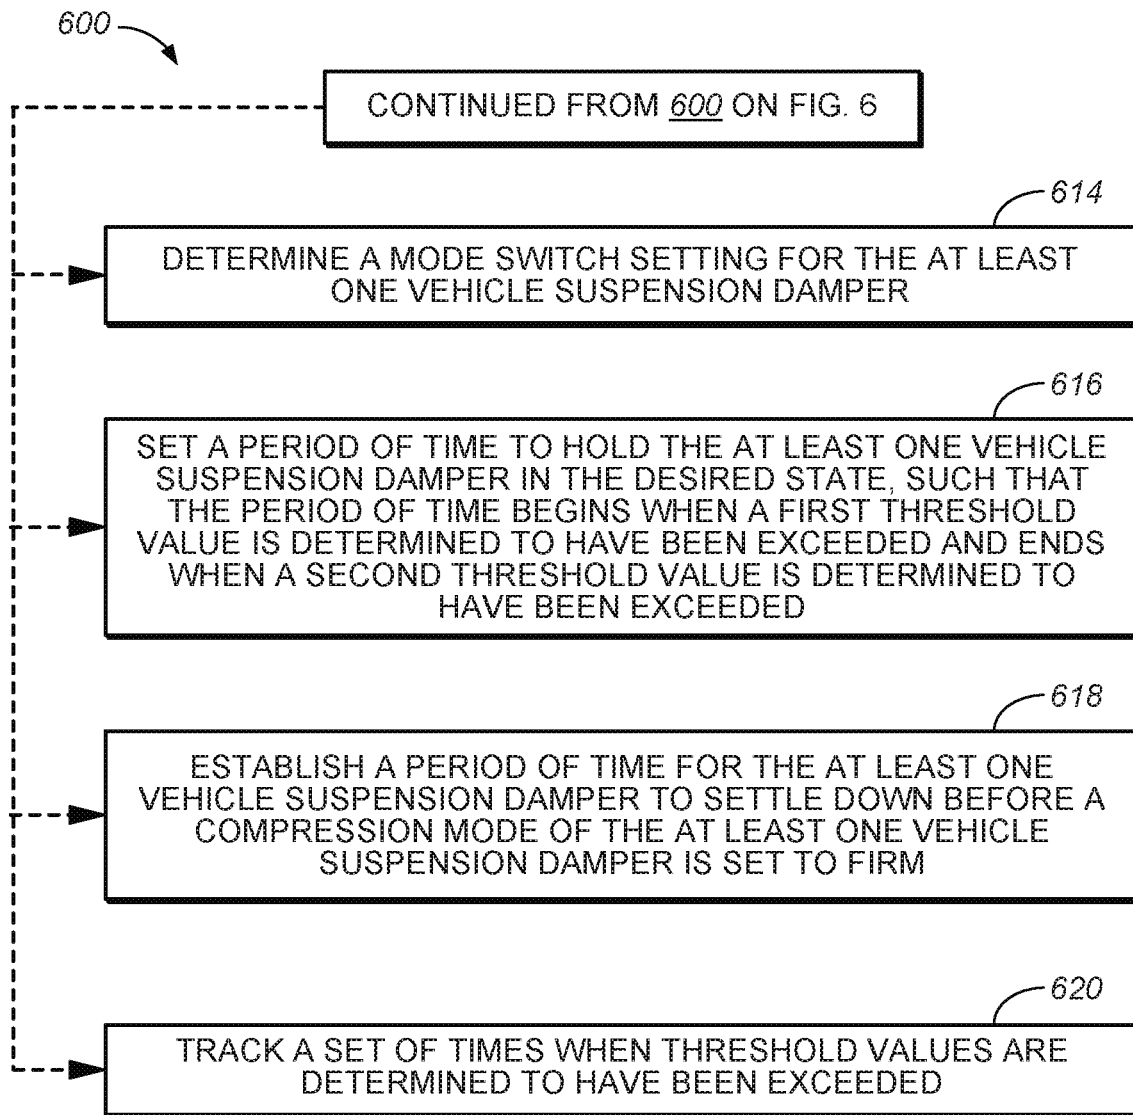 600
CONTINUED FROM 600 ON FIG. 6
614
DETERMINE A MODE SWITCH SETTING FOR THE AT LEAST
ONE VEHICLE SUSPENSION DAMPER
616
SET A PERIOD OF TIME TO HOLD THE AT LEAST ONE VEHICLE
SUSPENSION DAMPER IN THE DESIRED STATE, SUCH THAT
THE PERIOD OF TIME BEGINS WHEN A FIRST THRESHOLD
VALUE IS DETERMINED TO HAVE BEEN EXCEEDED AND ENDS
WHEN A SECOND THRESHOLD VALUE IS DETERMINED TO
HAVE BEEN EXCEEDED
618
ESTABLISH A PERIOD OF TIME FOR THE AT LEAST ONE
VEHICLE SUSPENSION DAMPER TO SETTLE DOWN BEFORE A
COMPRESSION MODE OF THE AT LEAST ONE VEHICLE
SUSPENSION DAMPER IS SET TO FIRM
620
TRACK A SET OF TIMES WHEN THRESHOLD VALUES ARE
DETERMINED TO HAVE BEEN EXCEEDED